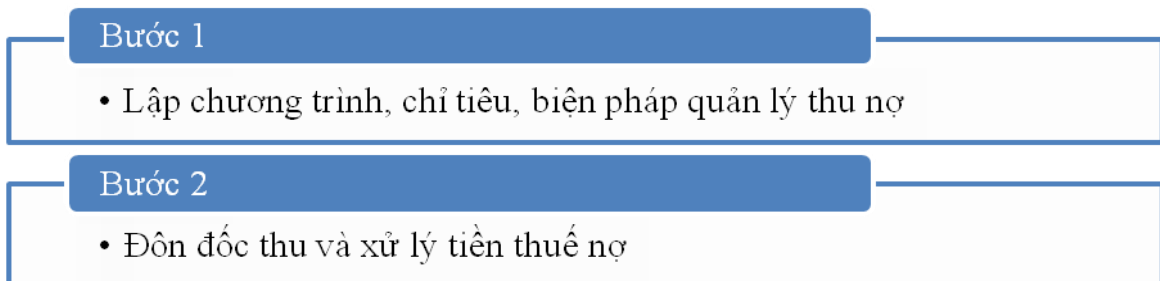 Bước 1
• Lập chương trình, chỉ tiêu, biện pháp quản lý thu nợ
Bước 2
• Đôn đốc thu và xử lý tiền thuế nợ